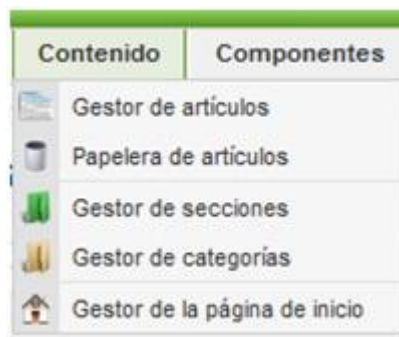 Contenido Componentes
Gestor de artículos
Papelera de artículos
Gestor de secciones
Gestor de categorías
Gestor de la página de inicio